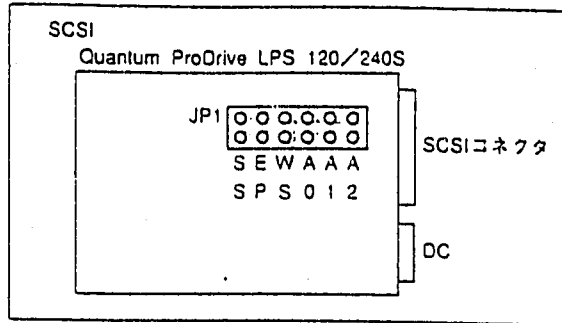 SCSI
Quantum ProDrive LPS 120／240S
JP1
SCSIコネクタ
S E W A A A
S P S 0 1 2
DC